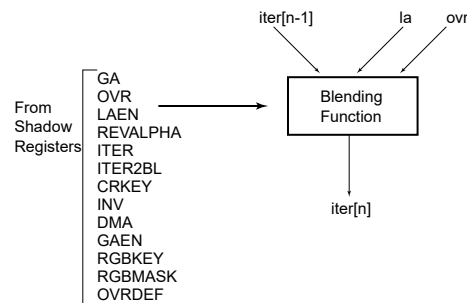 iter[n-1]
la
ovr
From
Shadow
Registers
GA
OVR
LAEN
REVALPHA
ITER
ITER2BL
CRKEY
INV
DMA
GAEN
RGBKEY
RGBMASK
OVRDEF
Blending
Function
iter[n]